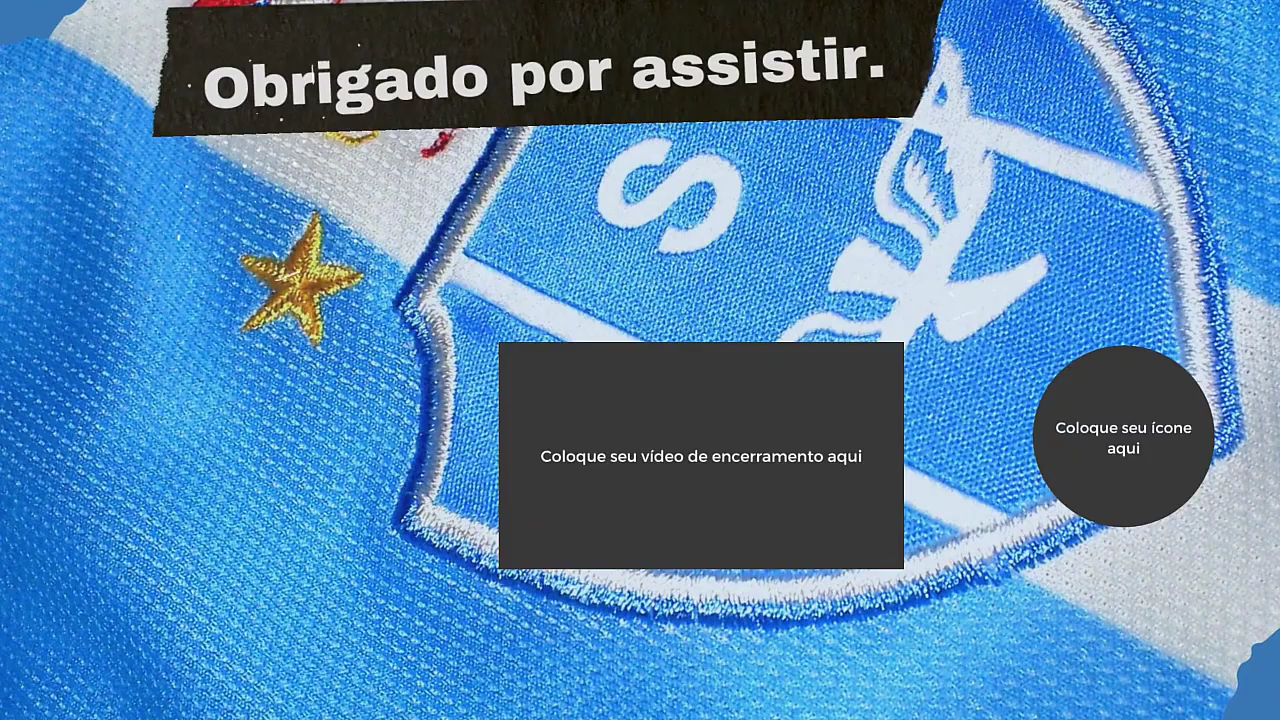 Obrigado por assistir.
S
Coloque seu vídeo de encerramento aqui
Coloque seu ícone
aqui